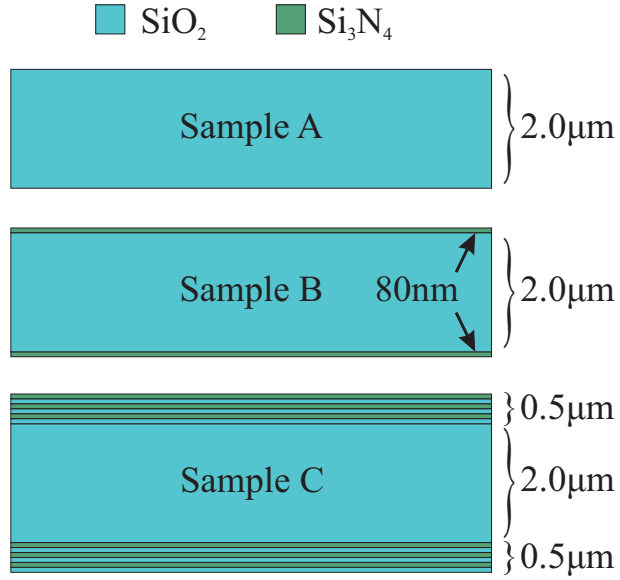 SiO₂ Si₃N₄
Sample A 2.0μm
Sample B 80nm 2.0μm
0.5μm
Sample C 2.0μm
0.5μm